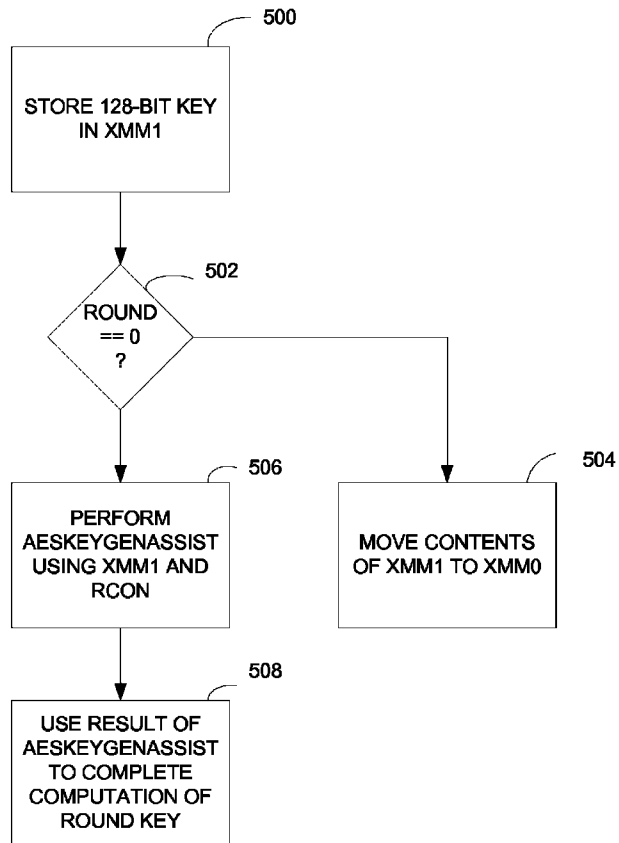 500
STORE 128-BIT KEY
IN XMM1
502
ROUND
== 0
?
506
PERFORM
AESKEYGENASSIST
USING XMM1 AND
RCON
504
MOVE CONTENTS
OF XMM1 TO XMM0
508
USE RESULT OF
AESKEYGENASSIST
TO COMPLETE
COMPUTATION OF
ROUND KEY